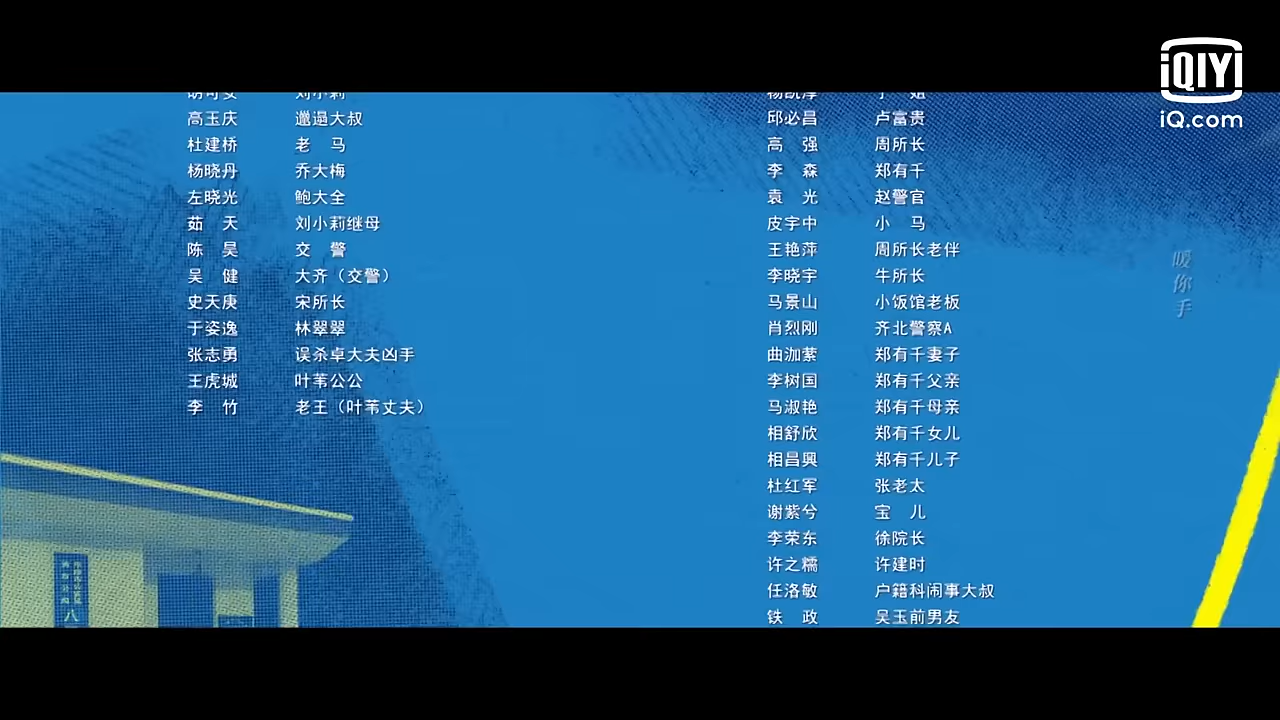 iQIYI
iQ.com
高玉庆 邋遢大叔
杜建桥 老 马
杨晓丹 乔大梅
左晓光 鲍大全
茹 天 刘小莉继母
陈 昊 交 警
吴 健 大齐（交警）
史天庚 宋所长
于姿逸 林翠翠
张志勇 误杀卓大夫凶手
王虎城 叶苇公公
李 竹 老王（叶苇丈夫）
邱必昌 卢富贵
高 强 周所长
李 森 郑有千
袁 光 赵警官
皮宇中 小 马
王艳萍 周所长老伴
李晓宇 牛所长
马景山 小饭馆老板
肖烈刚 齐北警察A
曲泇萦 郑有千妻子
李树国 郑有千父亲
马淑艳 郑有千母亲
相舒欣 郑有千女儿
相昌興 郑有千儿子
杜红军 张老太
谢紫兮 宝 儿
李荣东 徐院长
许之糯 许建时
任洛敏 户籍科闹事大叔
铁 政 吴玉前男友
暖你手
八